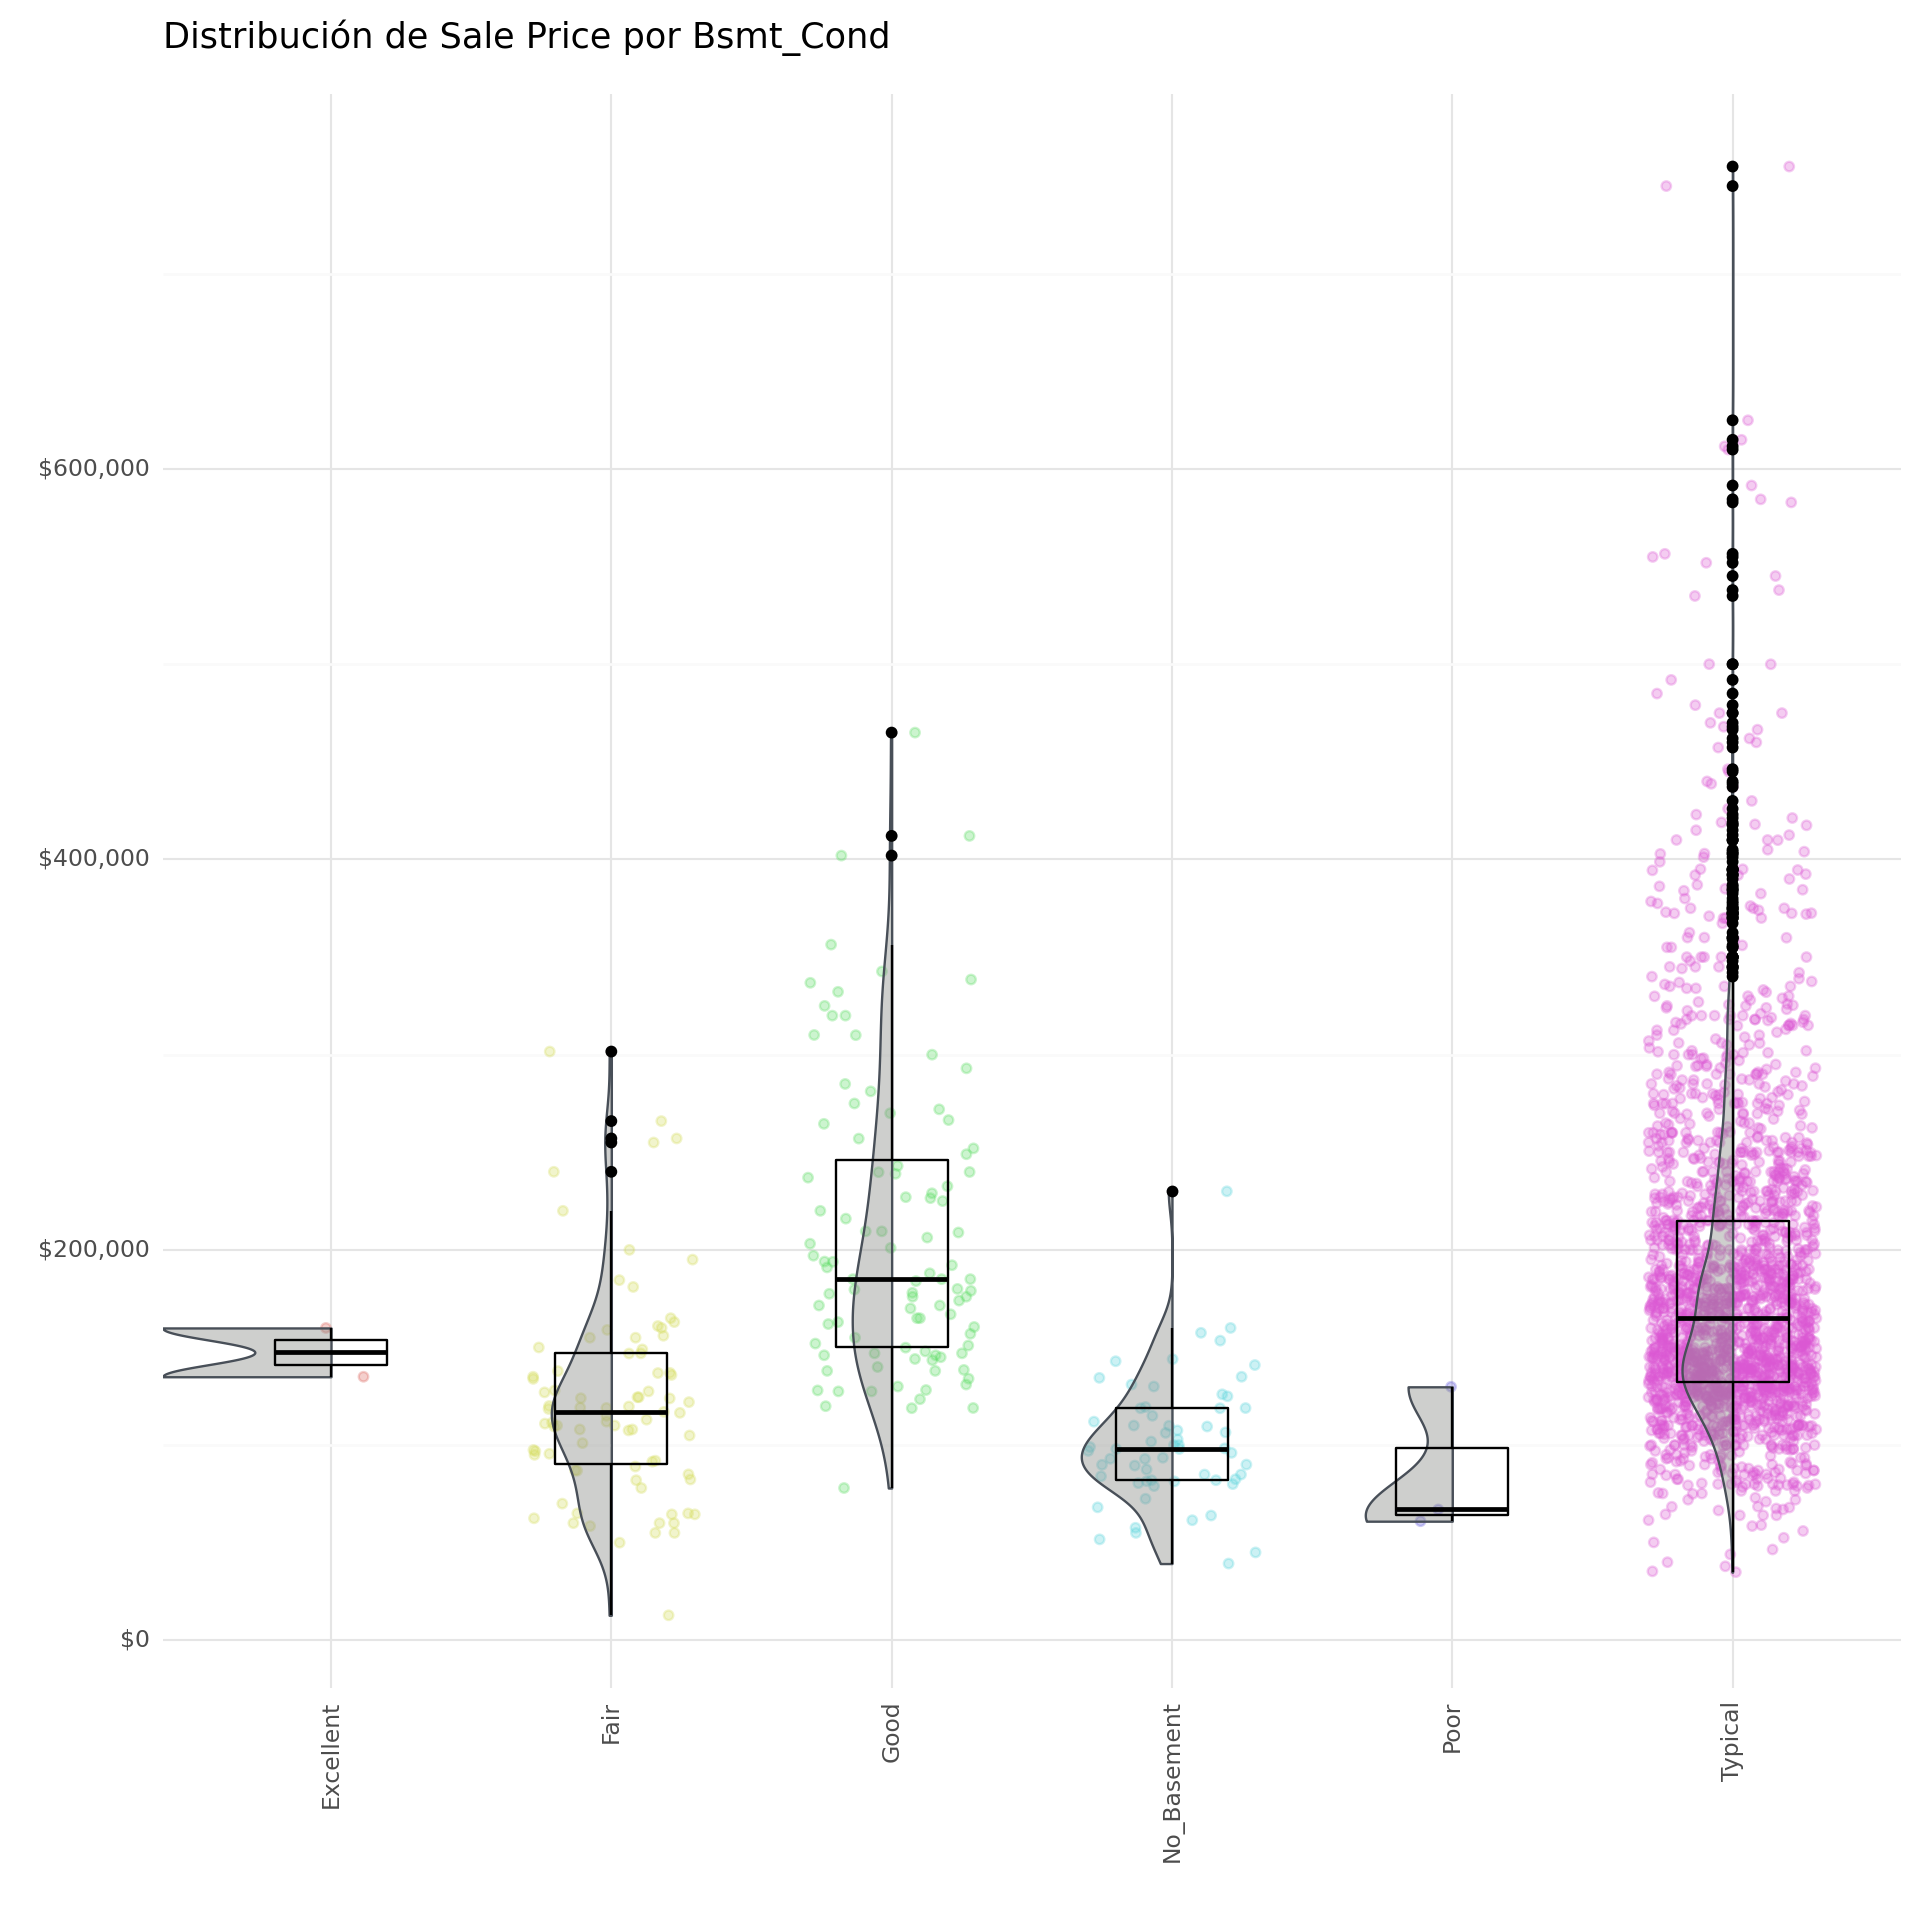 Distribución de Sale Price por Bsmt_Cond
$600,000
$400,000
$200,000
$0
Excellent
Fair
Good
No_Basement
Poor
Typical